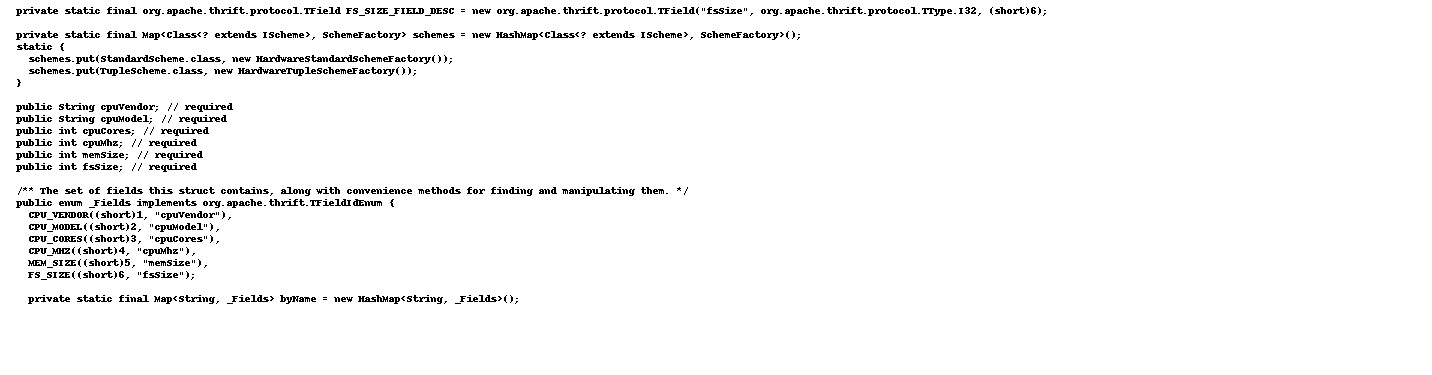 private static final org.apache.thrift.protocol.TField FS_SIZE_FIELD_DESC = new org.apache.thrift.protocol.TField("fsSize", org.apache.thrift.protocol.TType.I32, (short)6);
private static final Map<Class<? extends IScheme>, SchemeFactory> schemes = new HashMap<Class<? extends IScheme>, SchemeFactory>();
static {
  schemes.put(StandardScheme.class, new HardwareStandardSchemeFactory());
  schemes.put(TupleScheme.class, new HardwareTupleSchemeFactory());
}
public String cpuVendor; // required
public String cpuModel; // required
public int cpuCores; // required
public int cpuMhz; // required
public int memSize; // required
public int fsSize; // required
/** The set of fields this struct contains, along with convenience methods for finding and manipulating them. */
public enum _Fields implements org.apache.thrift.TFieldIdEnum {
  CPU_VENDOR((short)1, "cpuVendor"),
  CPU_MODEL((short)2, "cpuModel"),
  CPU_CORES((short)3, "cpuCores"),
  CPU_MHZ((short)4, "cpuMhz"),
  MEM_SIZE((short)5, "memSize"),
  FS_SIZE((short)6, "fsSize");
  private static final Map<String, _Fields> byName = new HashMap<String, _Fields>();